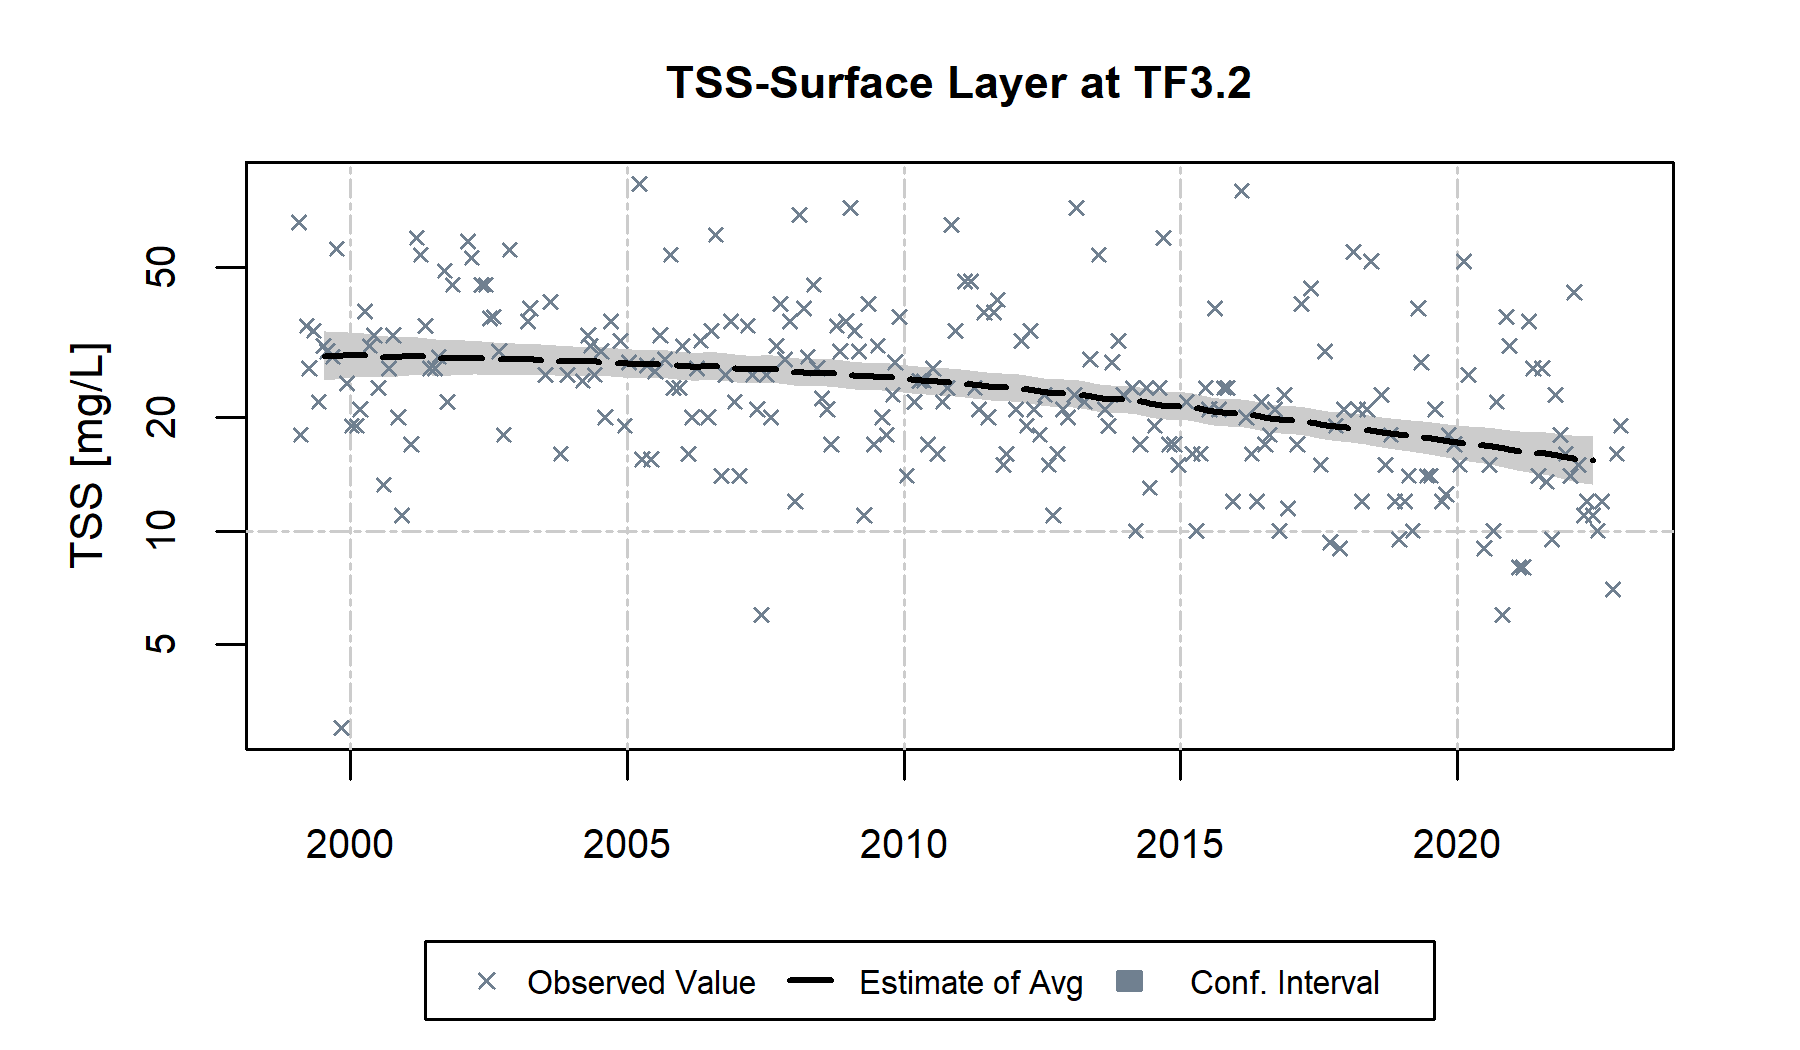 TSS-Surface Layer at TF3.2
TSS [mg/L]
50
20
10
5
2000 2005 2010 2015 2020
Observed Value Estimate of Avg Conf. Interval